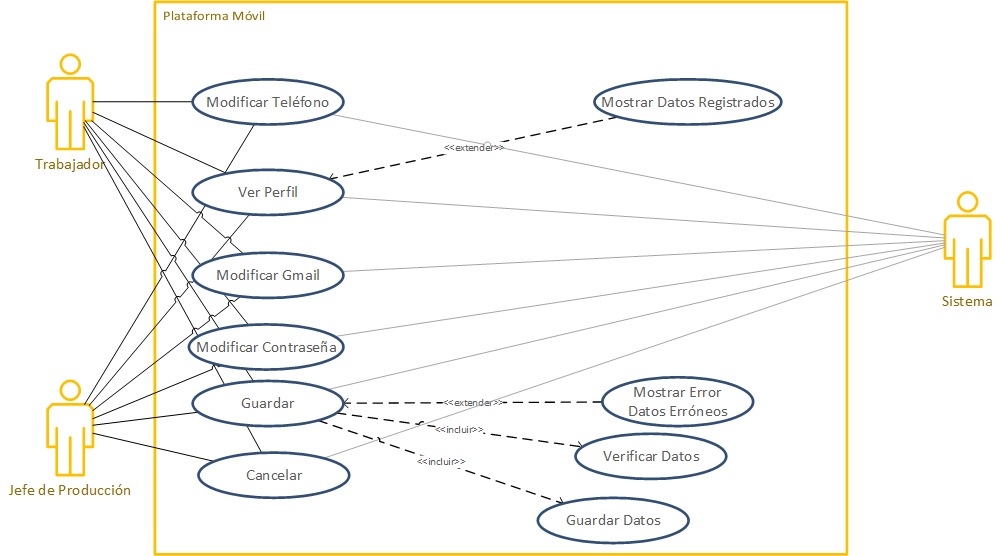 Plataforma Móvil
Trabajador
Modificar Teléfono
Mostrar Datos Registrados
<<extender>>
Ver Perfil
Modificar Gmail
Sistema
Modificar Contraseña
Guardar
<<extender>>
Mostrar Error
Datos Erróneos
<<incluir>>
Verificar Datos
<<incluir>>
Jefe de Producción
Cancelar
Guardar Datos